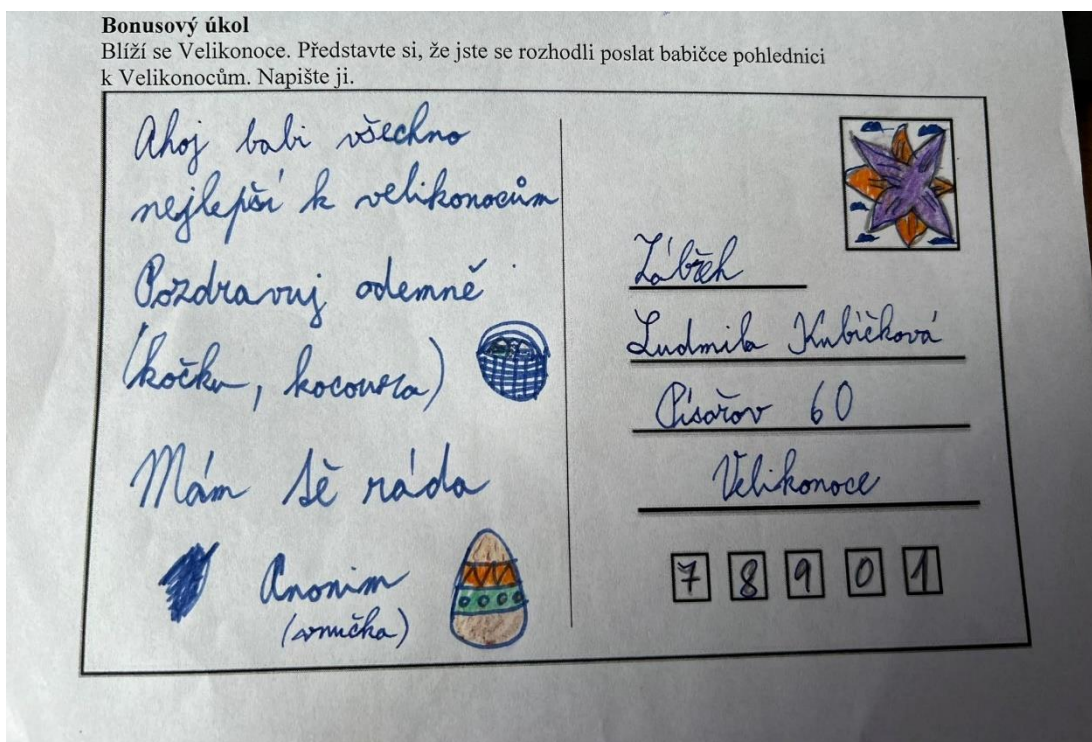 Bonusový úkol
Blíží se Velikonoce. Představte si, že jste se rozhodli poslat babičce pohlednici
k Velikonocům. Napište ji.
Ahoj babi všechno
nejlepší k velikonocům
Pozdravuj odemně
(kočku, kocoura)
Mám tě ráda
Anonim
(vnučka)
Zábřeh
Ludmila Kubíčková
Písařov 60
Velikonoce
7 8 9 0 1